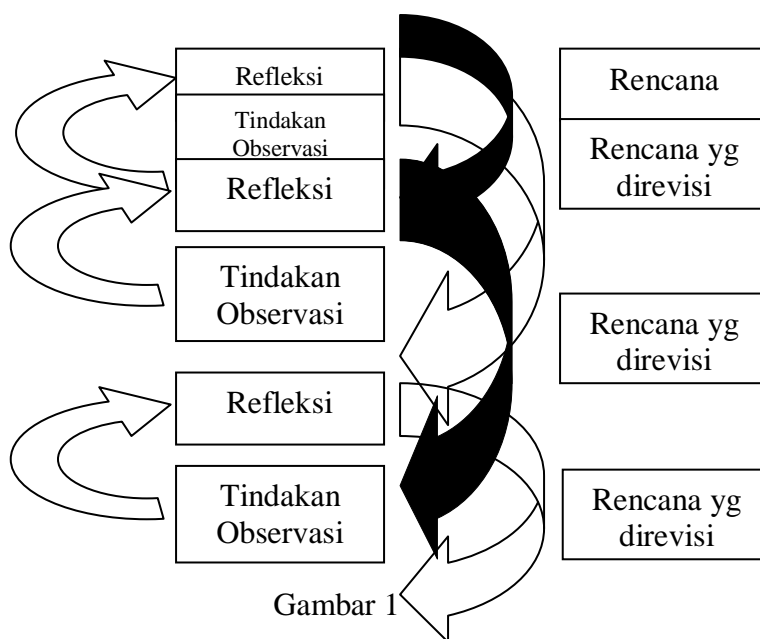 Refleksi
Tindakan
Observasi
Refleksi
Tindakan
Observasi
Refleksi
Tindakan
Observasi
Rencana
Rencana yg
direvisi
Rencana yg
direvisi
Rencana yg
direvisi
Gambar 1